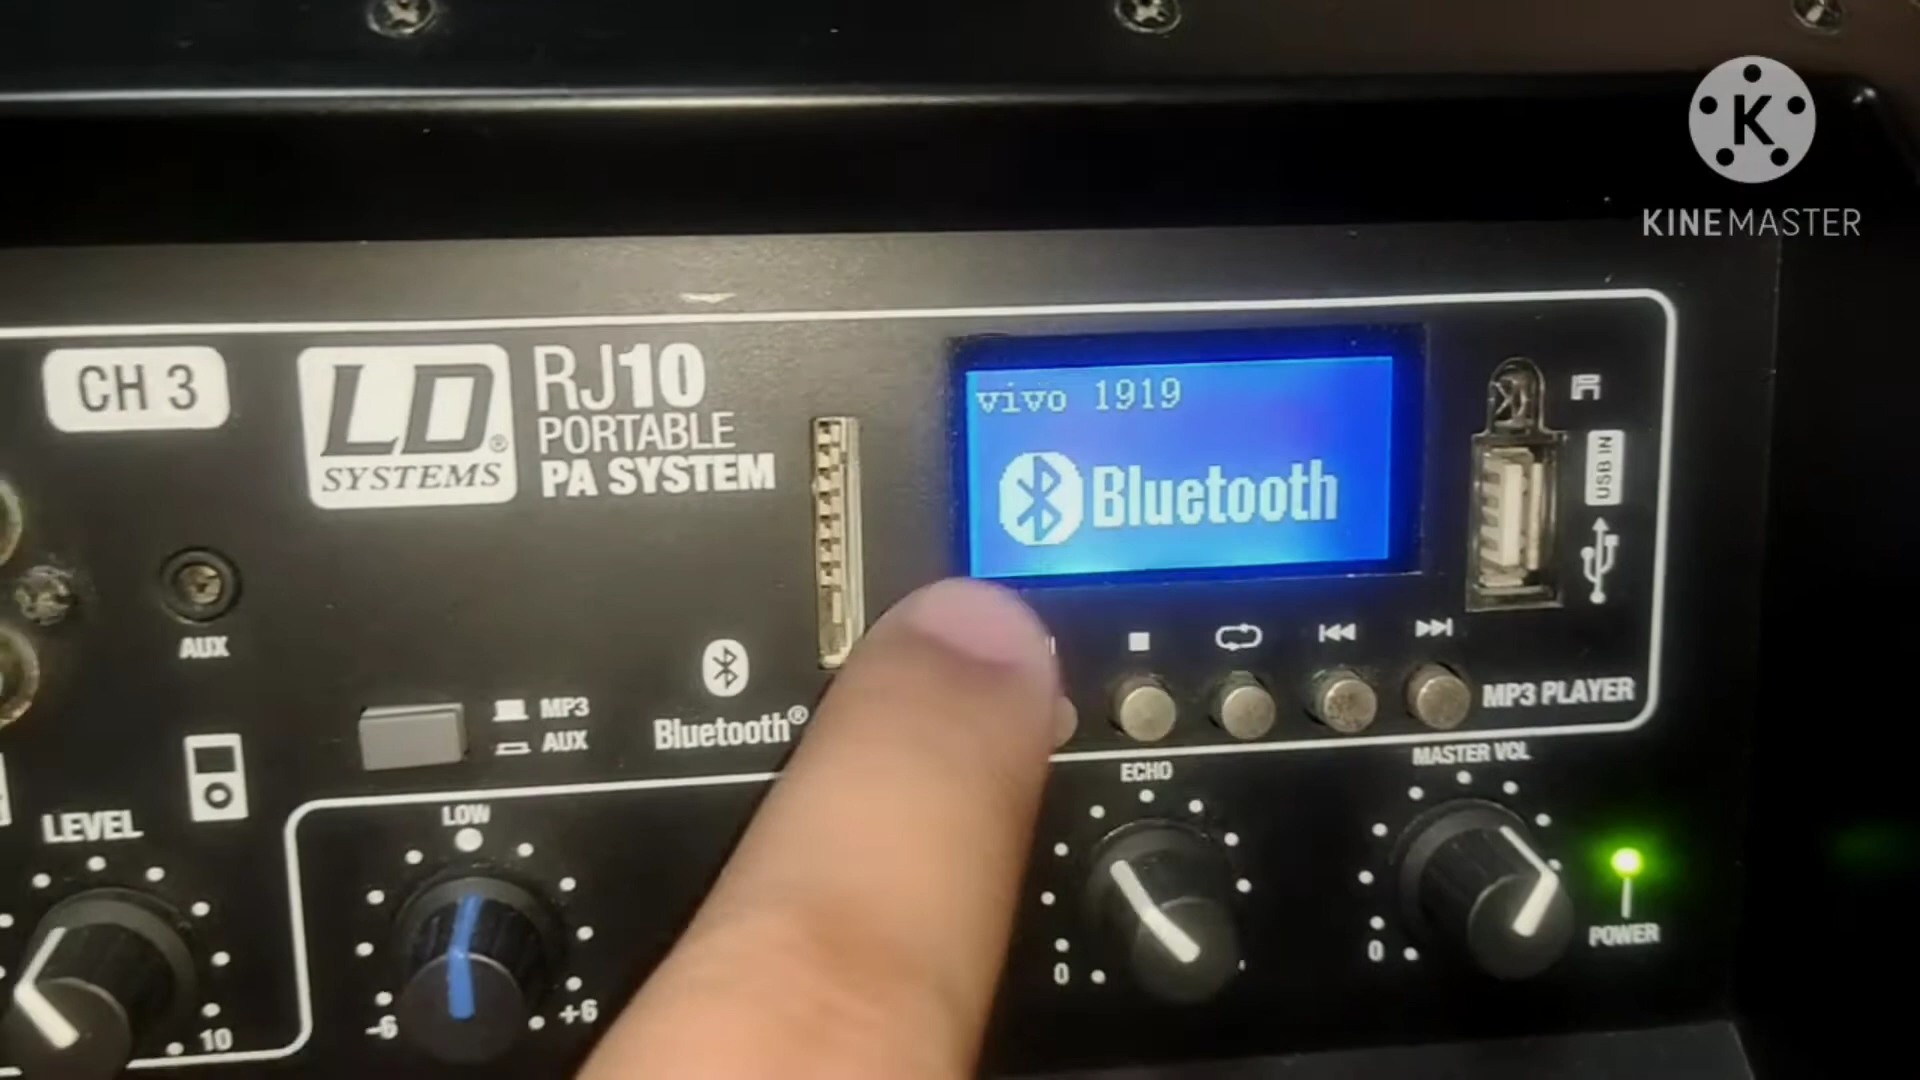 KINEMASTER
CH 3
LD® SYSTEMS
RJ10
PORTABLE
PA SYSTEM
vivo 1919
Bluetooth
USB IN
AUX
MP3
AUX
Bluetooth®
MP3 PLAYER
LEVEL
10
LOW
-6
+6
ECHO
0
MASTER VOL
0
POWER